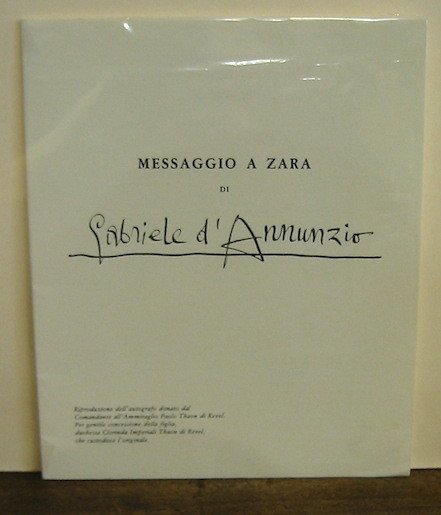 MESSAGGIO A ZARA
DI
Gabriele d'Annunzio
Riproduzione dell'autografo donato dal
Comandante all'Ammiraglio Paolo Thaon di Revel.
Per gentile concessione della figlia,
duchessa Clorinda Imperiali Thaon di Revel,
che custodisce l'originale.